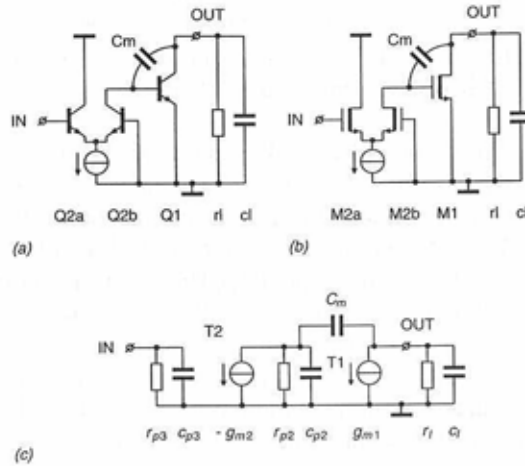 OUT
Cm
IN
Q2a Q2b Q1 rl cl
(a)
OUT
Cm
IN
M2a M2b M1 rl cl
(b)
Cm
T2
OUT
IN
T1
rp3 cp3 - gm2 rp2 cp2 gm1 rl cl
(c)